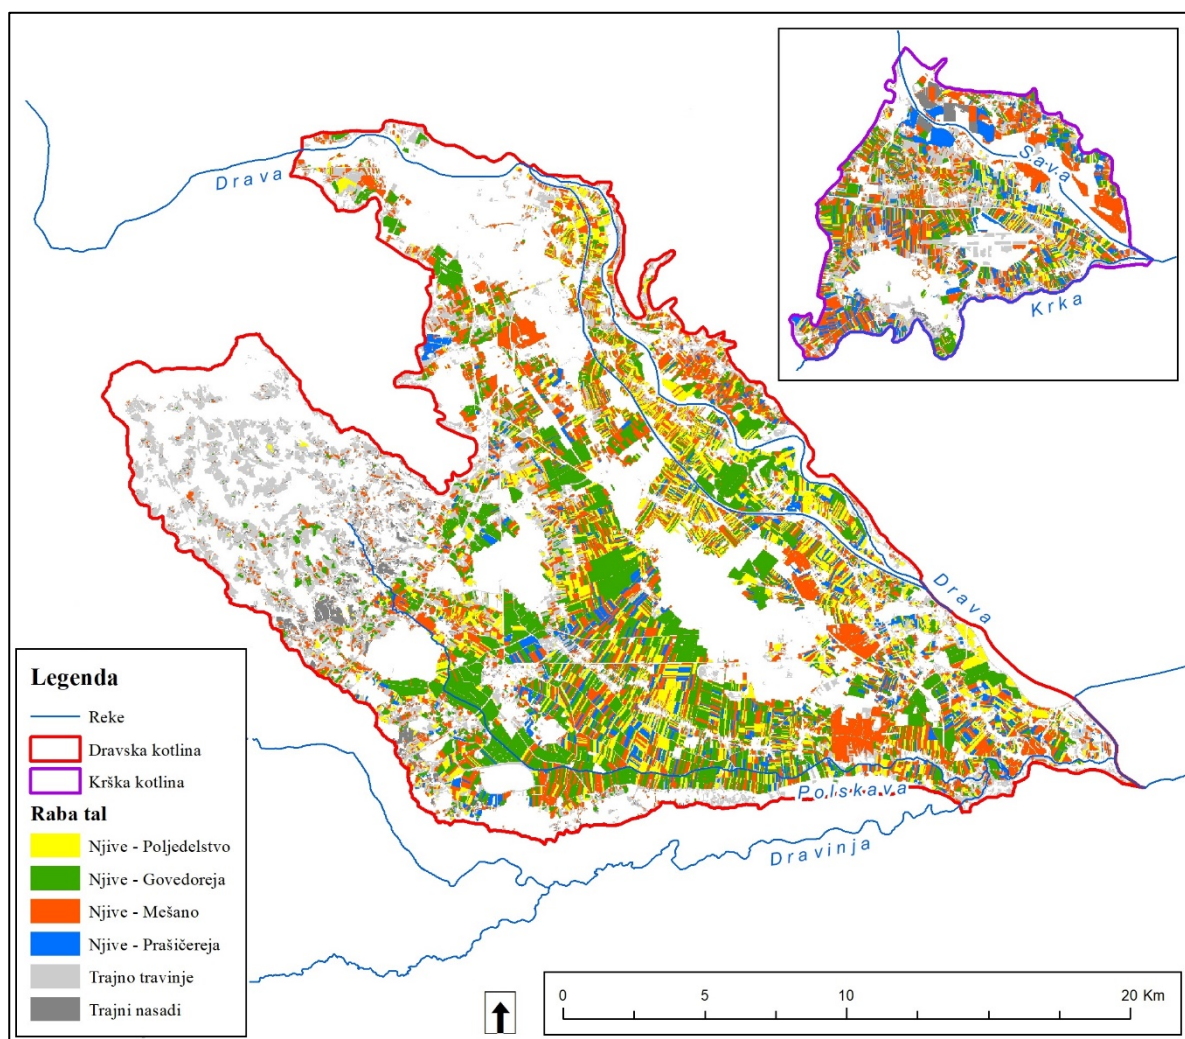 Drava
Sava
Krka
Drava
Polskava
Dravinja
Legenda
Reke
Dravska kotlina
Krška kotlina
Raba tal
Njive - Poljedelstvo
Njive - Govedoreja
Njive - Mešano
Njive - Prašičereja
Trajno travinje
Trajni nasadi
0 5 10 20 Km